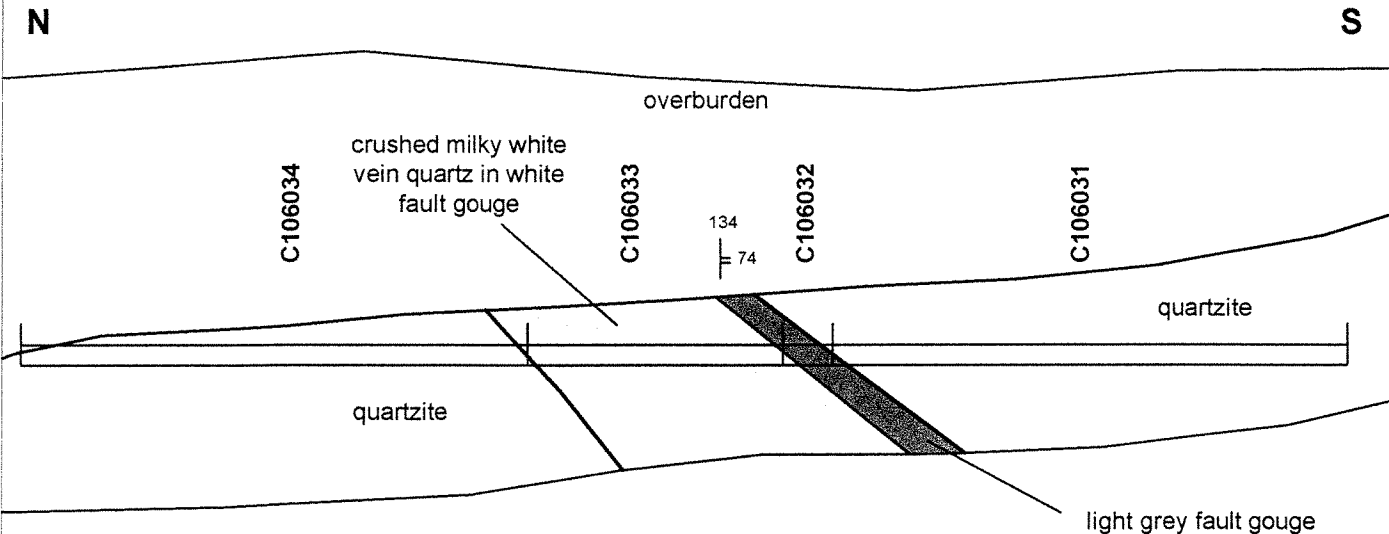 N
S
overburden
crushed milky white
vein quartz in white
fault gouge
C106034
C106033
C106032
C106031
134
74
quartzite
quartzite
light grey fault gouge